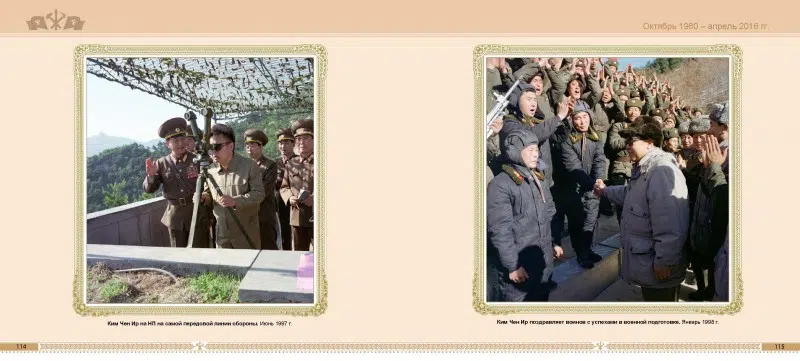 Октябрь 1980 – апрель 2016 гг.
Ким Чен Ир на НП на самой передовой линии обороны. Июнь 1997 г.
Ким Чен Ир поздравляет воинов с успехами в военной подготовке. Январь 1998 г.
114
115